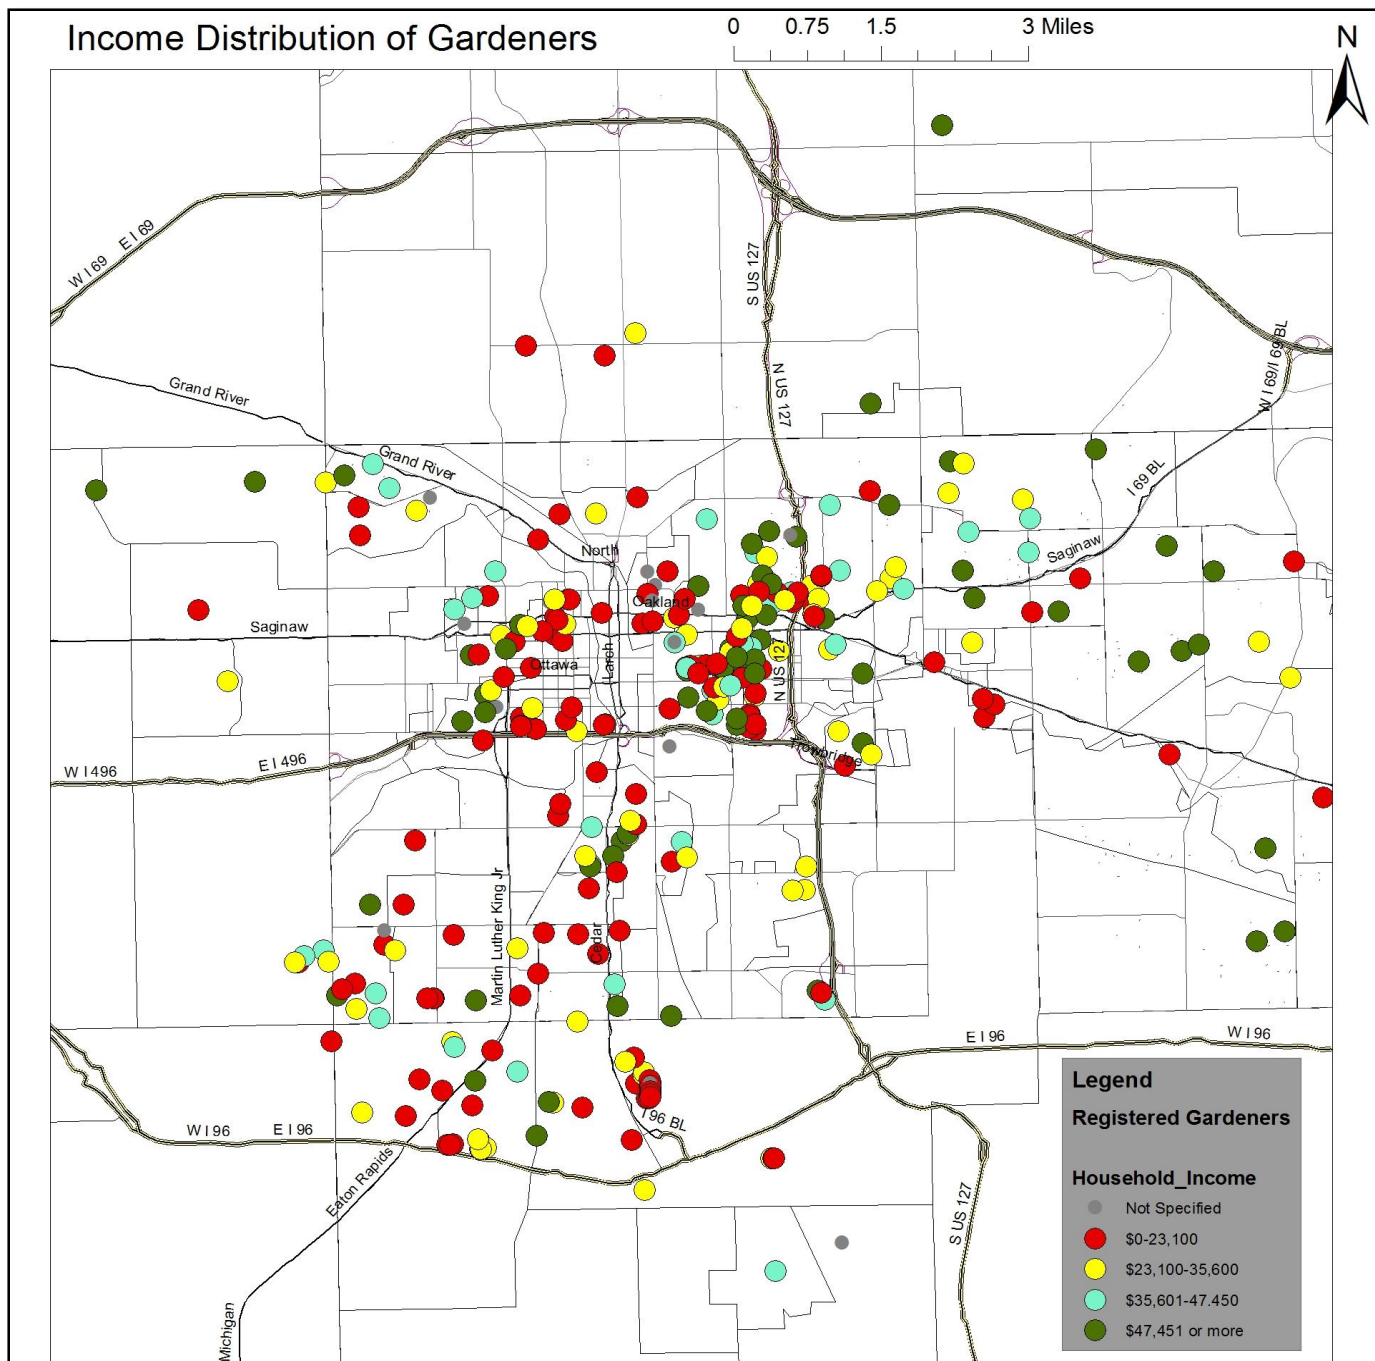 Income Distribution of Gardeners
0 0.75 1.5 3 Miles
N
E I 69
W I 69
S US 127
N US 127
W I 69/I 69 BL
Grand River
Grand River
I 69 BL
North
Saginaw
Oakland
Saginaw
Ottawa
Larch
N US 127
Trowbridge
E I 496
W I 496
Martin Luther King Jr
Cedar
E I 96
W I 96
I 96 BL
W I 96
E I 96
Eaton Rapids
S US 127
Michigan
Legend
Registered Gardeners
Household_Income
Not Specified
$0-23,100
$23,100-35,600
$35,601-47.450
$47,451 or more